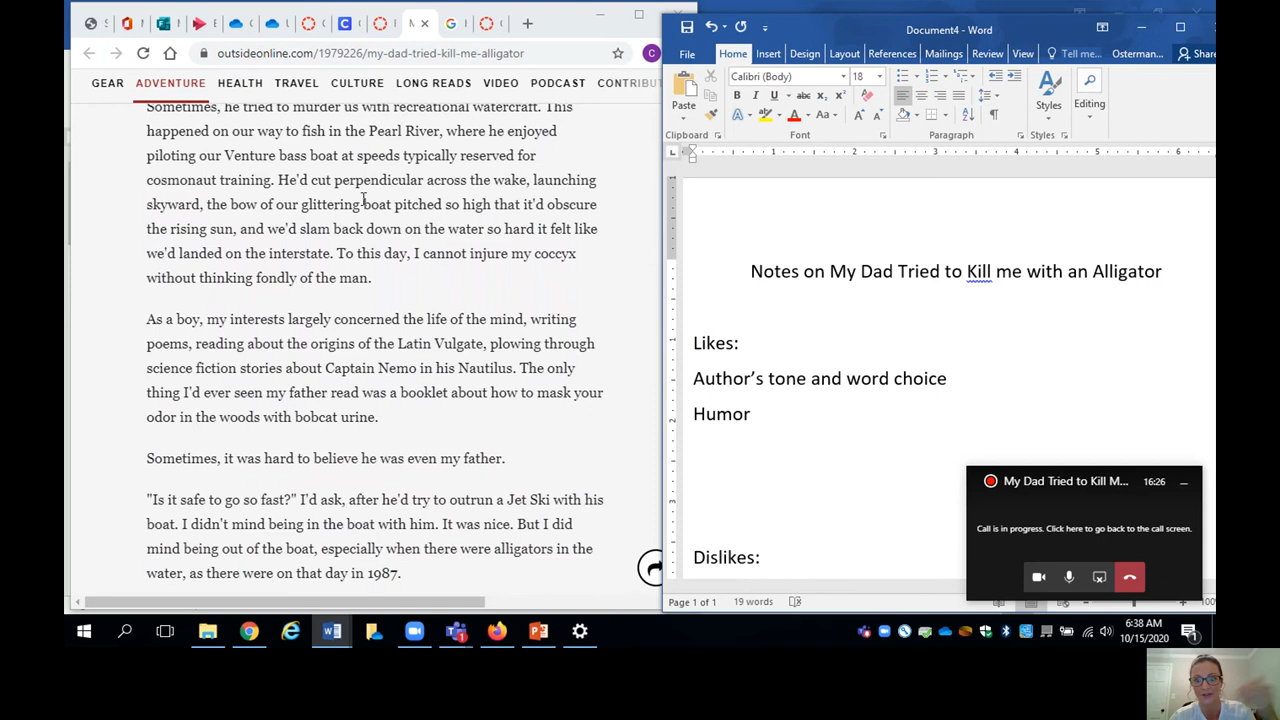 outsideonline.com/1979226/my-dad-tried-kill-me-alligator
GEAR ADVENTURE HEALTH CULTURE LONG READS VIDEO PODCAST
Sometimes, he tried to murder us with recreational watercraft. This
happened on our way to fish in the Pearl River, where he enjoyed
piloting our Venture bass boat at speeds typically reserved for
cosmonaut training. He'd cut perpendicular across the wake, launching
skyward, the bow of our glittering boat pitched so high that it'd obscure
the rising sun, and we'd slam back down on the water so hard it felt like
we'd landed on the interstate. To this day, I cannot injure my coccyx
without thinking fondly of the man.
As a boy, my interests largely concerned the life of the mind, writing
poems, reading about the origins of the Latin Vulgate, plowing through
science fiction stories about Captain Nemo in his Nautilus. The only
thing I'd ever seen my father read was a booklet about how to mask your
odor in the woods with bobcat urine.
Sometimes, it was hard to believe he was even my father.
"Is it safe to go so fast?" I'd ask, after he'd try to outrun a Jet Ski with his
boat. I didn't mind being in the boat with him. It was nice. But I did
mind being out of the boat, especially when there were alligators in the
water, as there were on that day in 1987.
Document4 - Word
File Home Insert Design Layout References Mailings Review View Tell me... Osterman... Share
Calibri (Body) 18
Paste
Styles
Editing
Clipboard Font Paragraph Styles
1 2 3 4 5 6
Notes on My Dad Tried to Kill me with an Alligator
Likes:
Author's tone and word choice
Humor
Dislikes:
My Dad Tried to Kill M... 16:26
Call is in progress. Click here to go back to the call screen.
Page 1 of 1 19 words
6:38 AM
10/15/2020